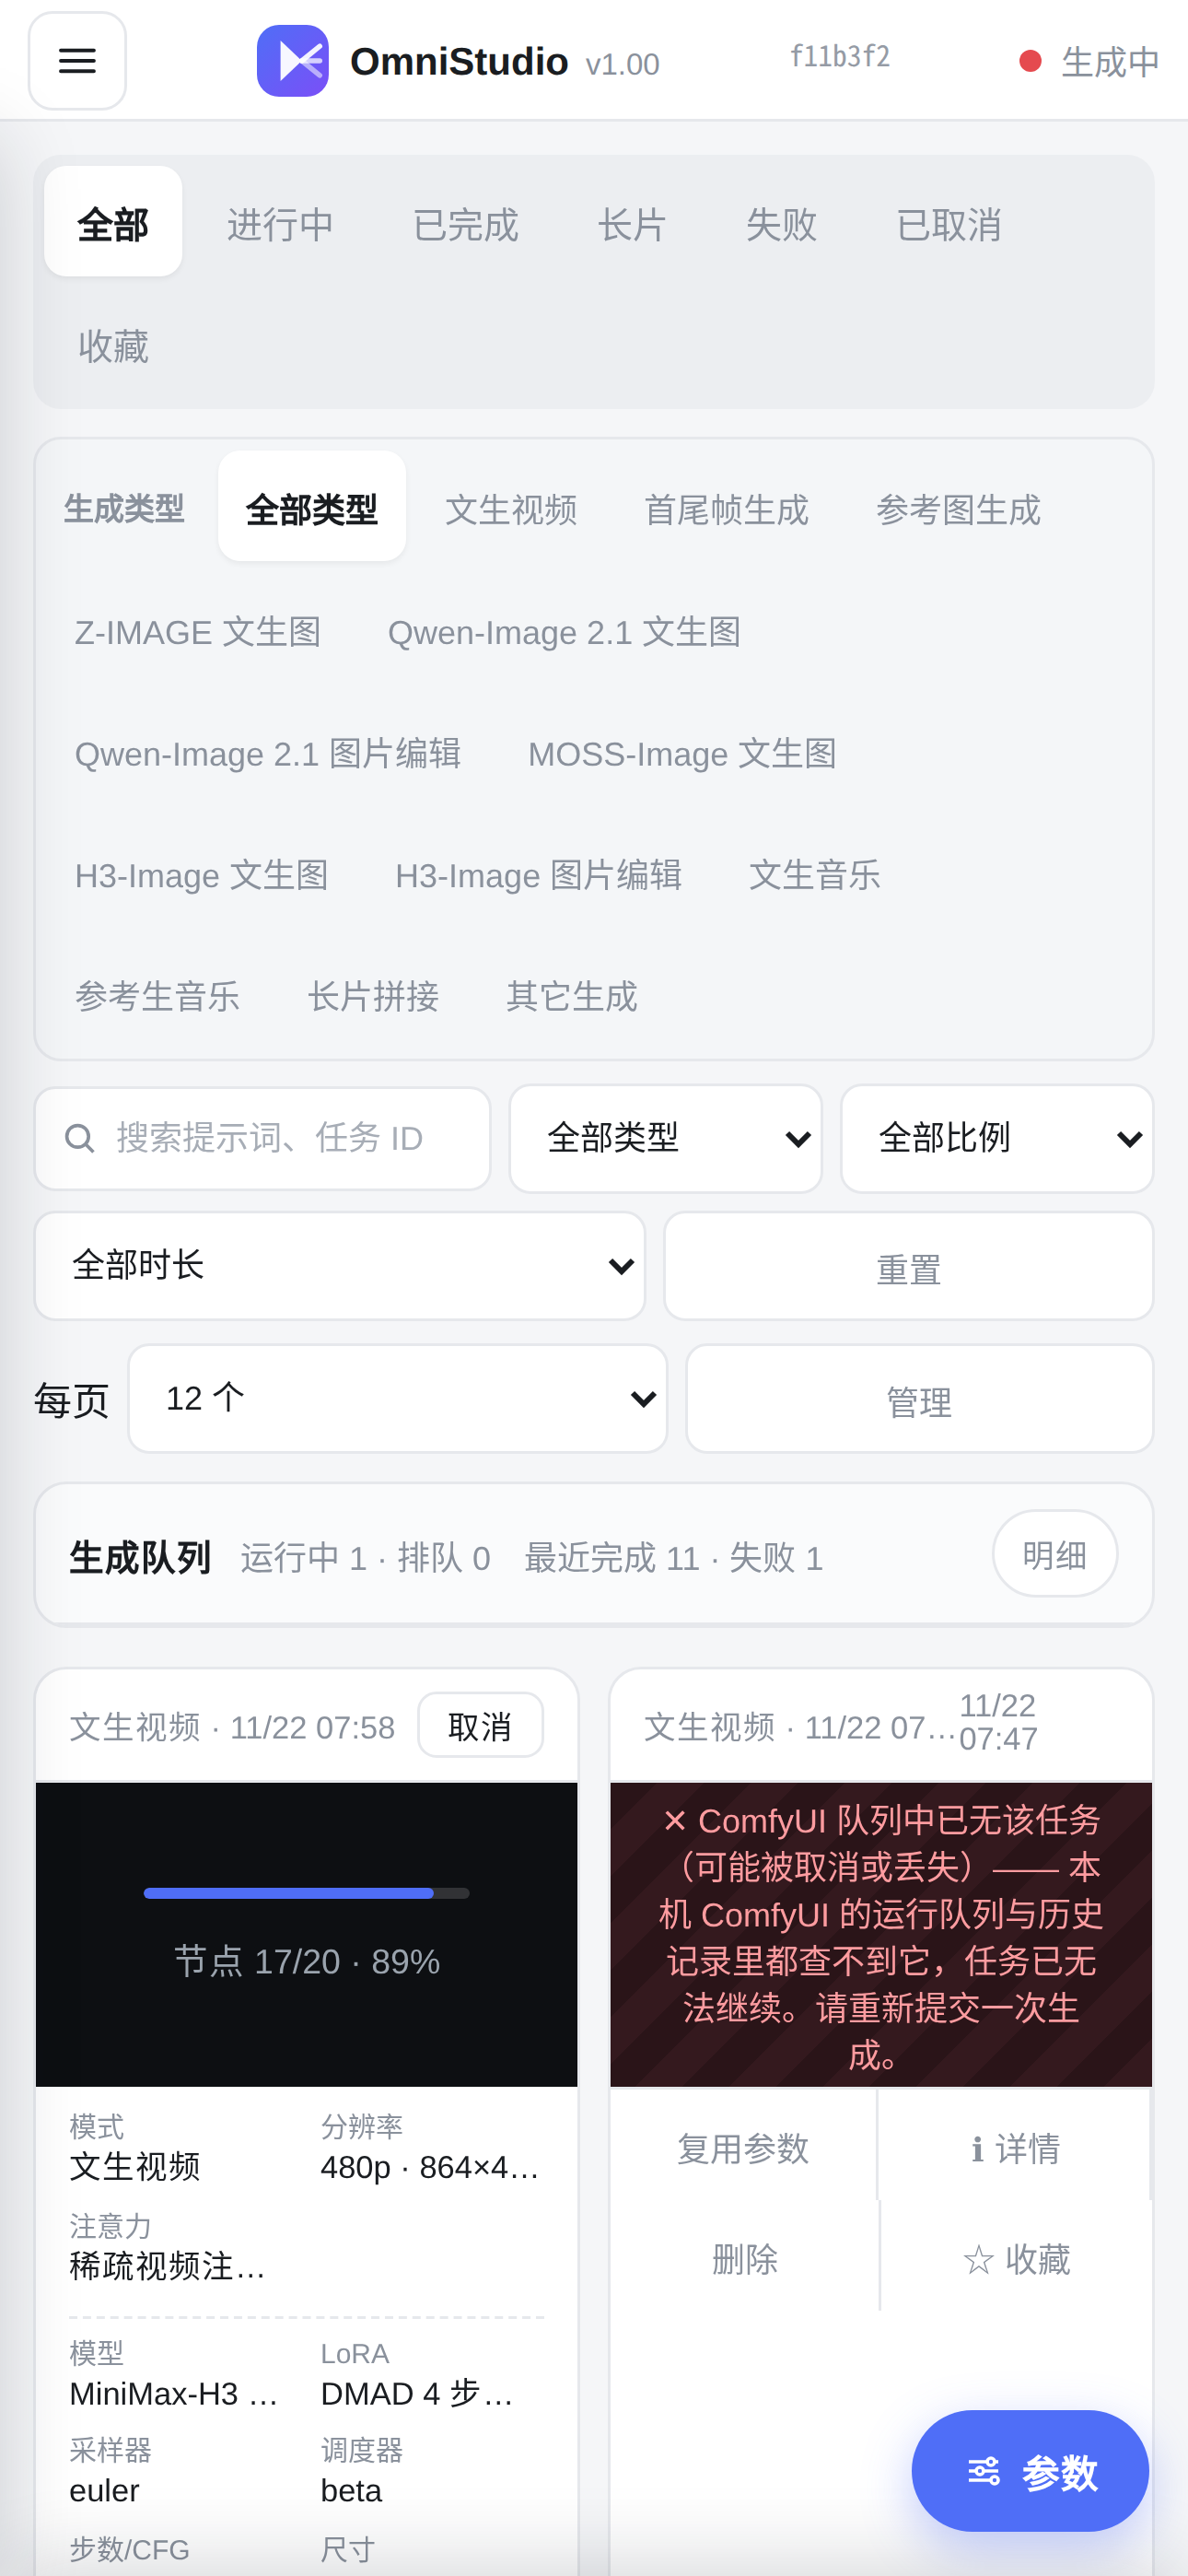 OmniStudio v1.00 f11b3f2 生成中
全部 进行中 已完成 长片 失败 已取消
收藏
生成类型 全部类型 文生视频 首尾帧生成 参考图生成
Z-IMAGE 文生图 Qwen-Image 2.1 文生图
Qwen-Image 2.1 图片编辑 MOSS-Image 文生图
H3-Image 文生图 H3-Image 图片编辑 文生音乐
参考生音乐 长片拼接 其它生成
搜索提示词、任务 ID 全部类型 全部比例
全部时长 重置
每页 12 个 管理
生成队列 运行中 1 · 排队 0 最近完成 11 · 失败 1 明细
文生视频 · 11/22 07:58 取消
节点 17/20 · 89%
模式 分辨率
文生视频 480p · 864×4…
注意力
稀疏视频注…
模型 LoRA
MiniMax-H3 … DMAD 4 步…
采样器 调度器
euler beta
步数/CFG 尺寸
文生视频 · 11/22 07… 11/22
07:47
✕ ComfyUI 队列中已无该任务
（可能被取消或丢失）—— 本
机 ComfyUI 的运行队列与历史
记录里都查不到它，任务已无
法继续。请重新提交一次生
成。
复用参数 ℹ 详情
删除 ☆ 收藏
参数